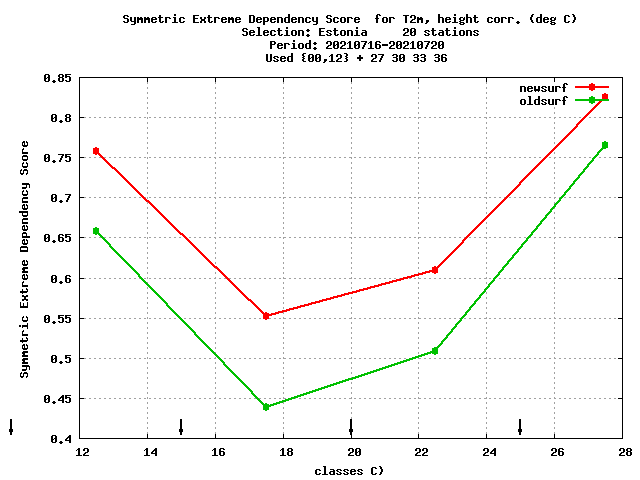 Symmetric Extreme Dependency Score  for T2m, height corr. (deg C)
Selection: Estonia     20 stations
Period: 20210716-20210720
Used {00,12} + 27 30 33 36
newsurf
oldsurf
Symmetric Extreme Dependency Score
0.85
0.8
0.75
0.7
0.65
0.6
0.55
0.5
0.45
0.4
12 14 16 18 20 22 24 26 28
classes C)